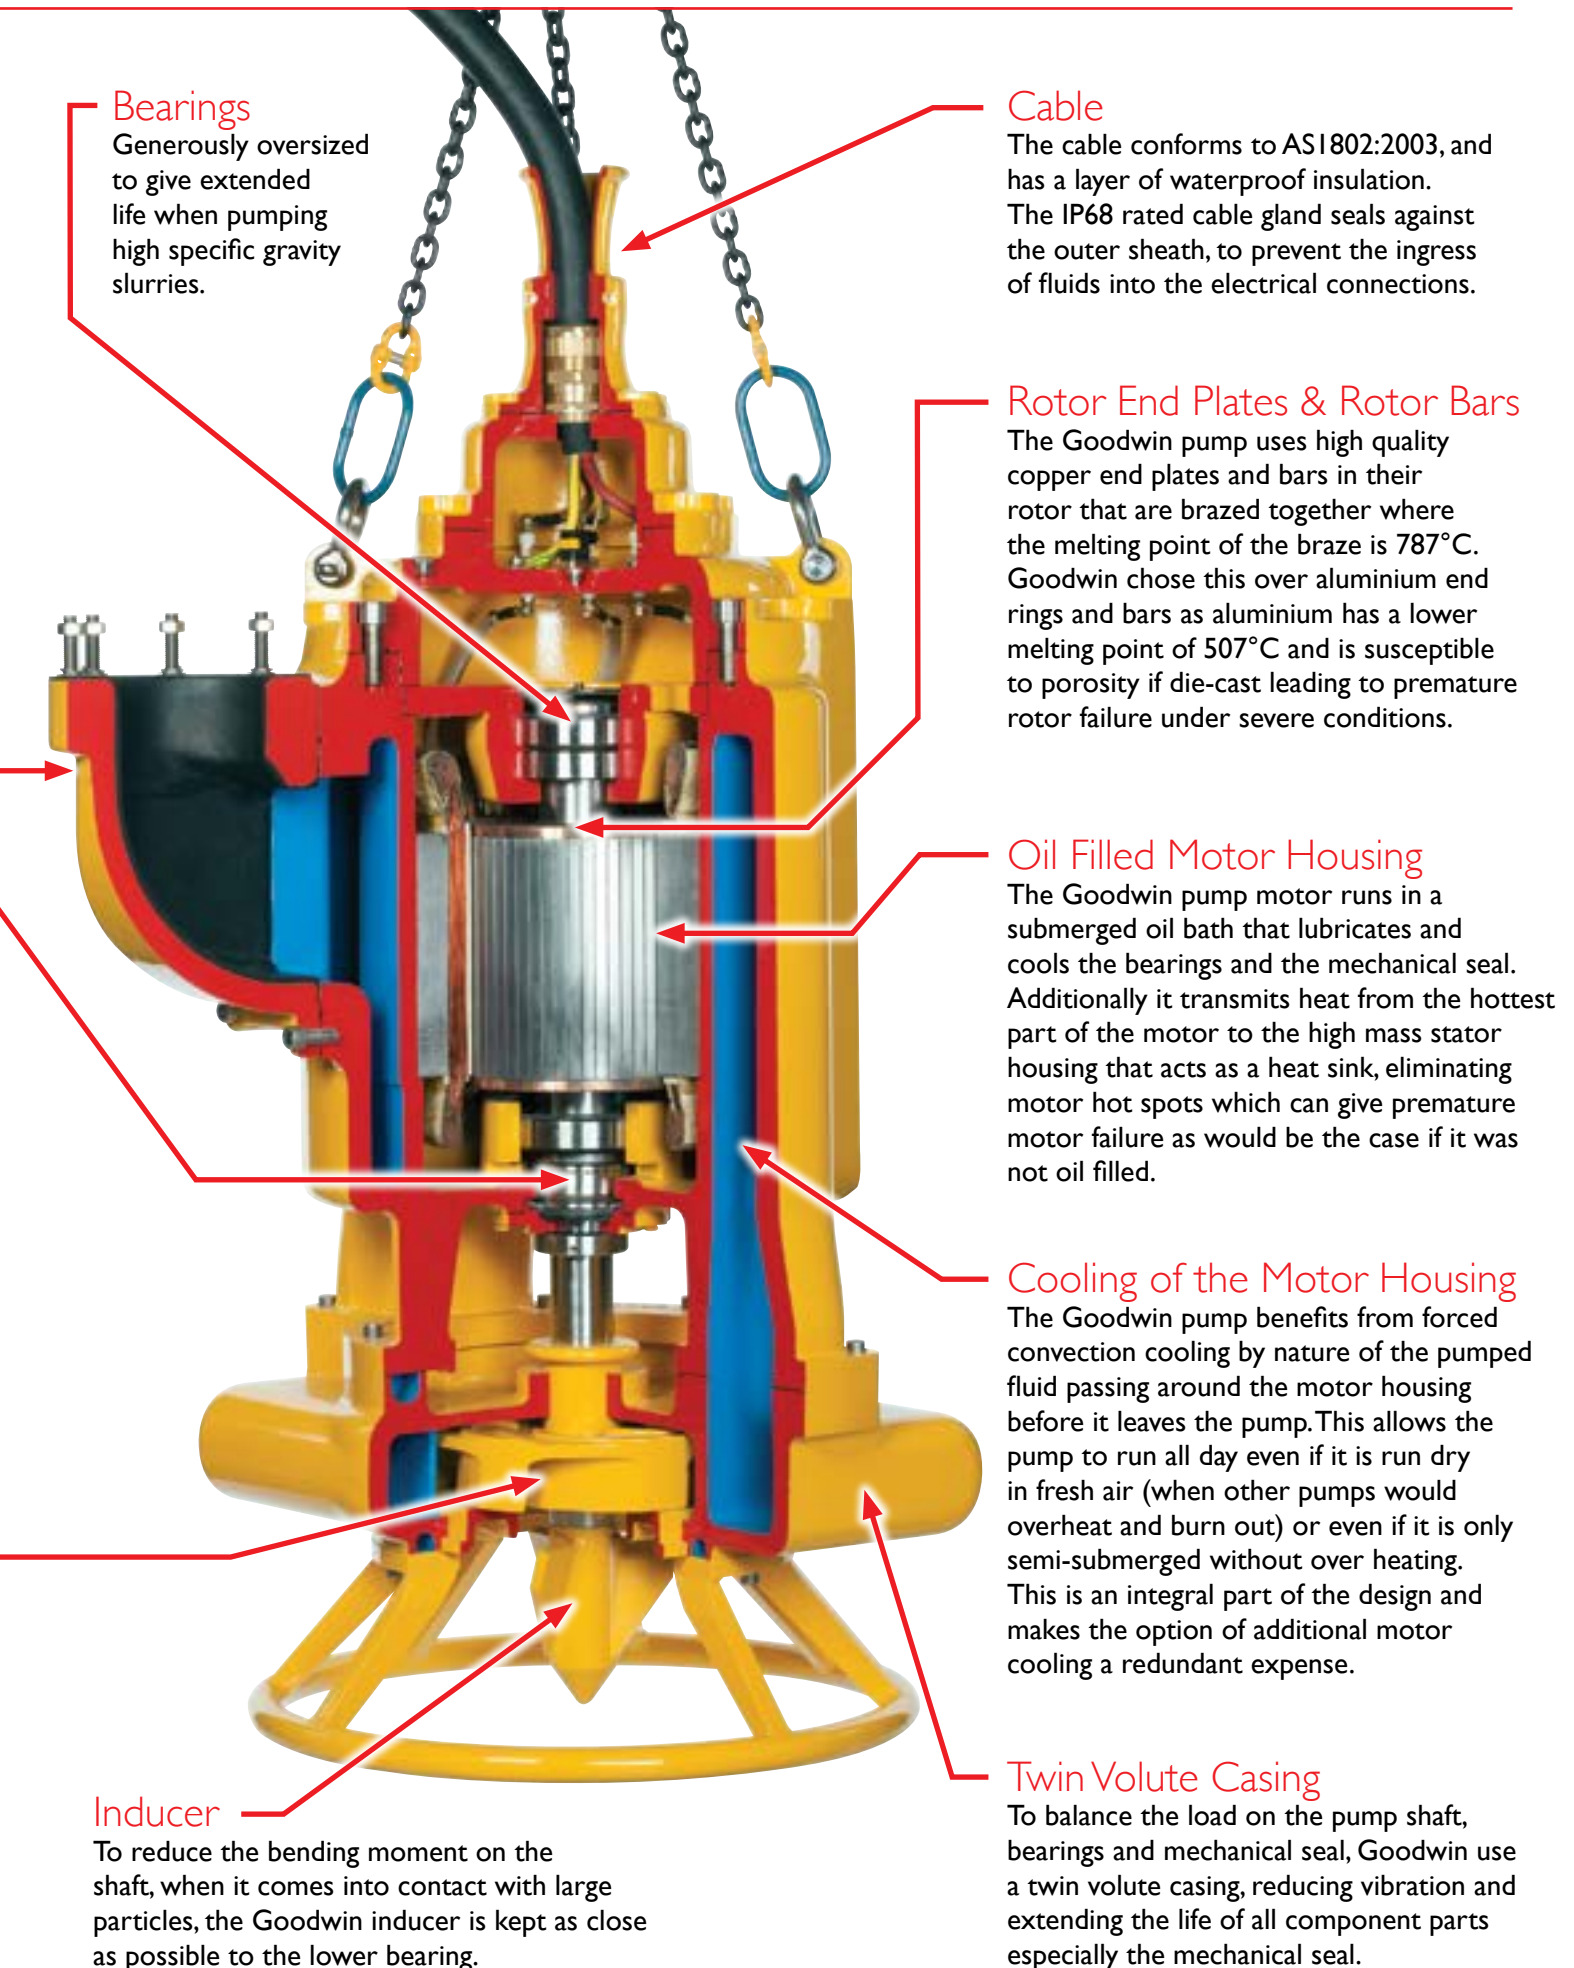 Bearings
Generously oversized
to give extended
life when pumping
high specific gravity
slurries.
Cable
The cable conforms to AS1802:2003, and
has a layer of waterproof insulation.
The IP68 rated cable gland seals against
the outer sheath, to prevent the ingress
of fluids into the electrical connections.
Rotor End Plates & Rotor Bars
The Goodwin pump uses high quality
copper end plates and bars in their
rotor that are brazed together where
the melting point of the braze is 787°C.
Goodwin chose this over aluminium end
rings and bars as aluminium has a lower
melting point of 507°C and is susceptible
to porosity if die-cast leading to premature
rotor failure under severe conditions.
Oil Filled Motor Housing
The Goodwin pump motor runs in a
submerged oil bath that lubricates and
cools the bearings and the mechanical seal.
Additionally it transmits heat from the hottest
part of the motor to the high mass stator
housing that acts as a heat sink, eliminating
motor hot spots which can give premature
motor failure as would be the case if it was
not oil filled.
Cooling of the Motor Housing
The Goodwin pump benefits from forced
convection cooling by nature of the pumped
fluid passing around the motor housing
before it leaves the pump. This allows the
pump to run all day even if it is run dry
in fresh air (when other pumps would
overheat and burn out) or even if it is only
semi-submerged without over heating.
This is an integral part of the design and
makes the option of additional motor
cooling a redundant expense.
Twin Volute Casing
To balance the load on the pump shaft,
bearings and mechanical seal, Goodwin use
a twin volute casing, reducing vibration and
extending the life of all component parts
especially the mechanical seal.
Inducer
To reduce the bending moment on the
shaft, when it comes into contact with large
particles, the Goodwin inducer is kept as close
as possible to the lower bearing.